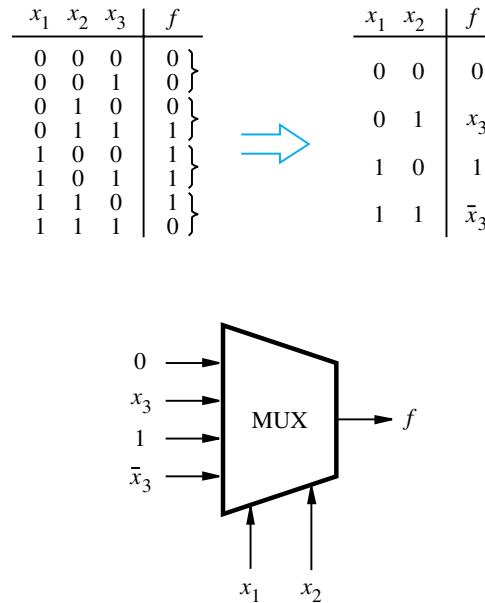 x₁ x₂ x₃ f
0 0 0 0
0 0 1 0
0 1 0 0
0 1 1 1
1 0 0 1
1 0 1 1
1 1 0 1
1 1 1 0
x₁ x₂ f
0 0 0
0 1 x₃
1 0 1
1 1 x̄₃
0
x₃
1
x̄₃
MUX
f
x₁ x₂